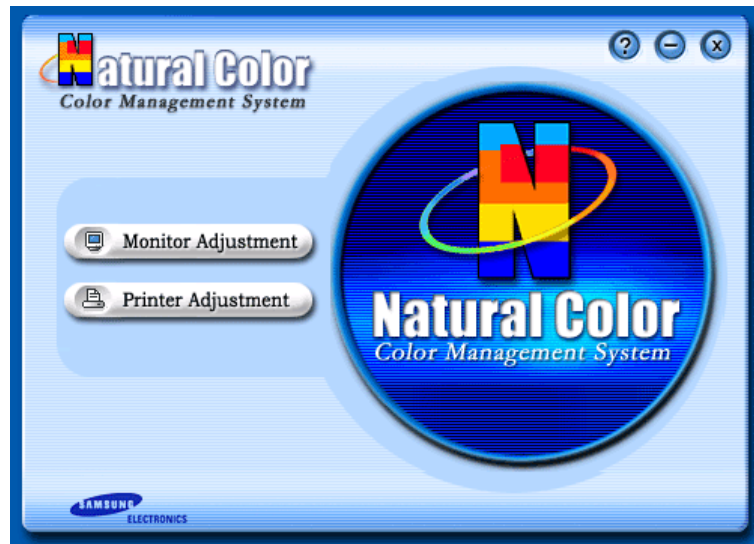 Natural Color
Color Management System
? – x
Monitor Adjustment
Printer Adjustment
N
Natural Color
Color Management System
SAMSUNG
ELECTRONICS